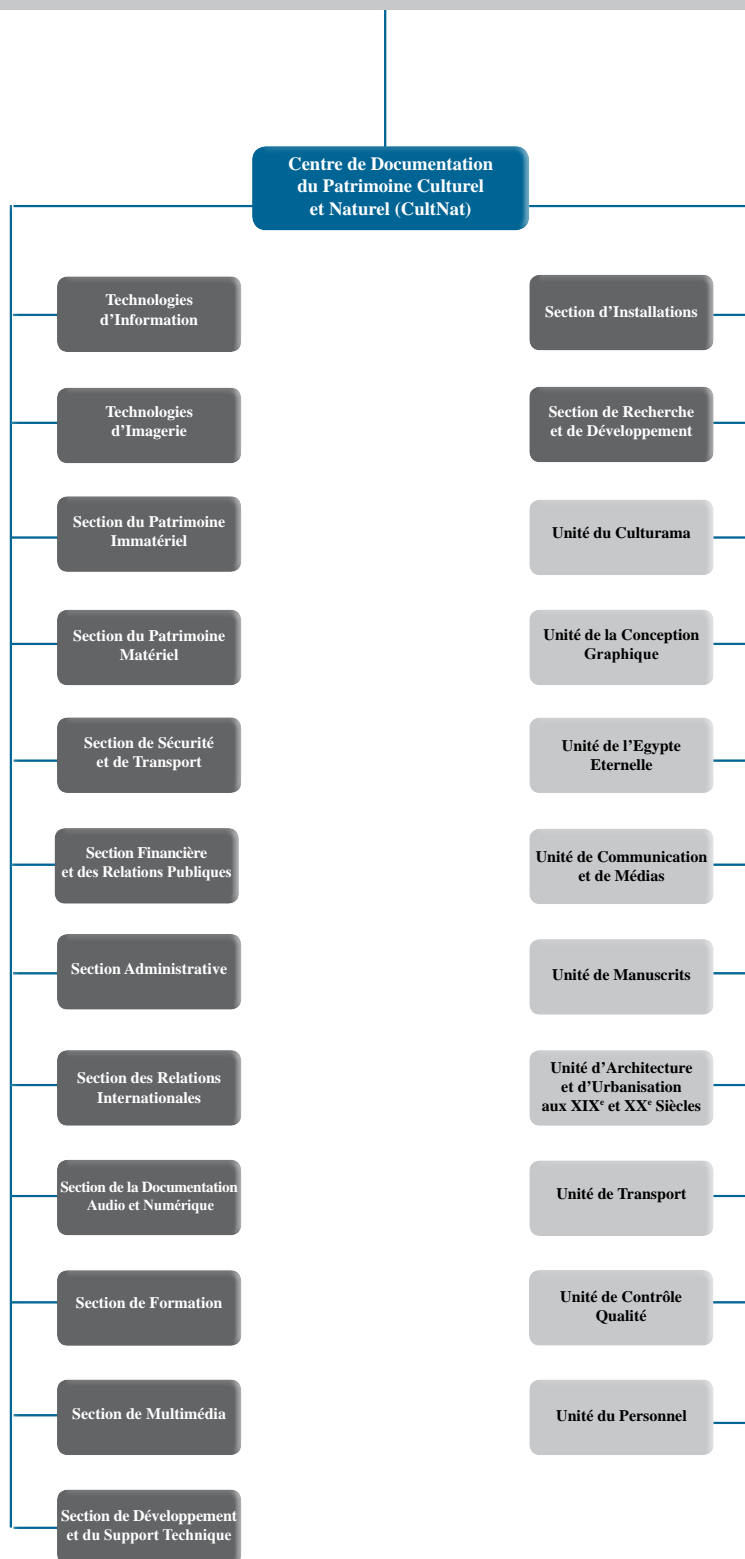 Centre de Documentation
du Patrimoine Culturel
et Naturel (CultNat)
Technologies
d’Information
Technologies
d’Imagerie
Section du Patrimoine
Immatériel
Section du Patrimoine
Matériel
Section de Sécurité
et de Transport
Section Financière
et des Relations Publiques
Section Administrative
Section des Relations
Internationales
Section de la Documentation
Audio et Numérique
Section de Formation
Section de Multimédia
Section de Développement
et du Support Technique
Section d’Installations
Section de Recherche
et de Développement
Unité du Culturama
Unité de la Conception
Graphique
Unité de l’Egypte
Eternelle
Unité de Communication
et de Médias
Unité de Manuscrits
Unité d’Architecture
et d’Urbanisation
aux XIXe et XXe Siècles
Unité de Transport
Unité de Contrôle
Qualité
Unité du Personnel